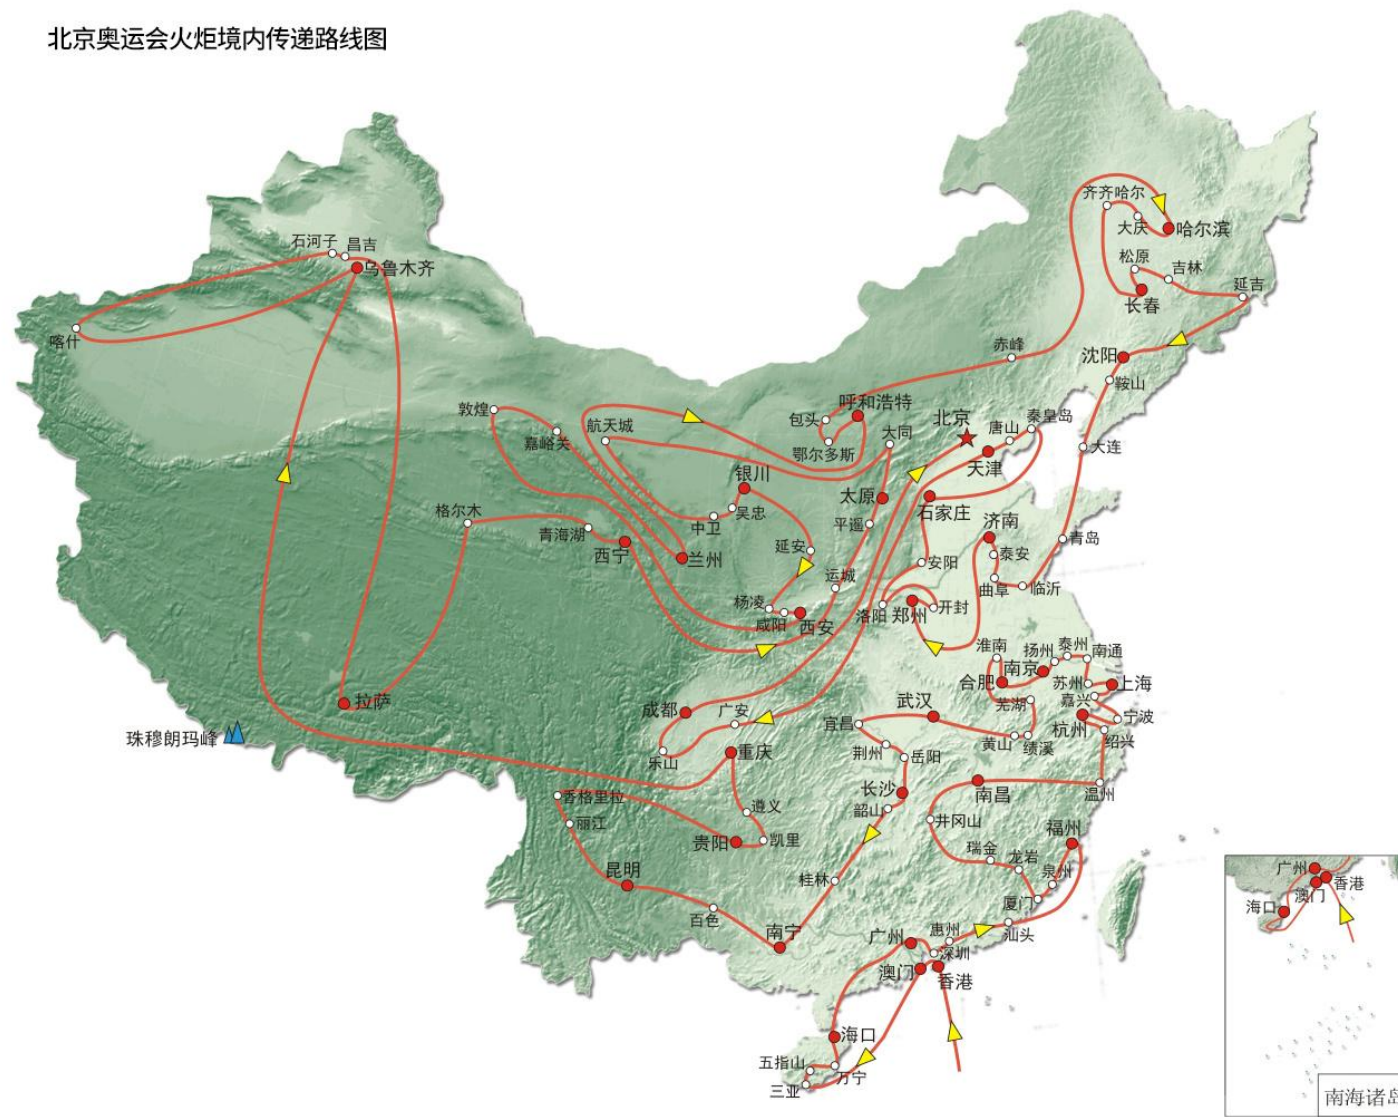 北京奥运会火炬境内传递路线图
齐齐哈尔
大庆
哈尔滨
松原
吉林
延吉
长春
石河子
昌吉
乌鲁木齐
喀什
赤峰
沈阳
鞍山
敦煌
嘉峪关
航天城
包头
呼和浩特
鄂尔多斯
大同
北京
唐山
秦皇岛
天津
大连
银川
吴忠
中卫
太原
平遥
石家庄
济南
泰安
青岛
格尔木
青海湖
西宁
兰州
延安
安阳
曲阜
临沂
运城
杨凌
咸阳
西安
洛阳
郑州
开封
淮南
扬州
泰州
南通
南京
合肥
苏州
上海
芜湖
嘉兴
宁波
杭州
绍兴
拉萨
珠穆朗玛峰
成都
广安
乐山
重庆
宜昌
武汉
荆州
岳阳
黄山
绩溪
长沙
韶山
南昌
温州
香格里拉
丽江
遵义
贵阳
凯里
井冈山
福州
瑞金
龙岩
泉州
厦门
昆明
桂林
百色
南宁
广州
惠州
汕头
深圳
澳门
香港
海口
五指山
万宁
三亚
广州
香港
澳门
海口
南海诸岛